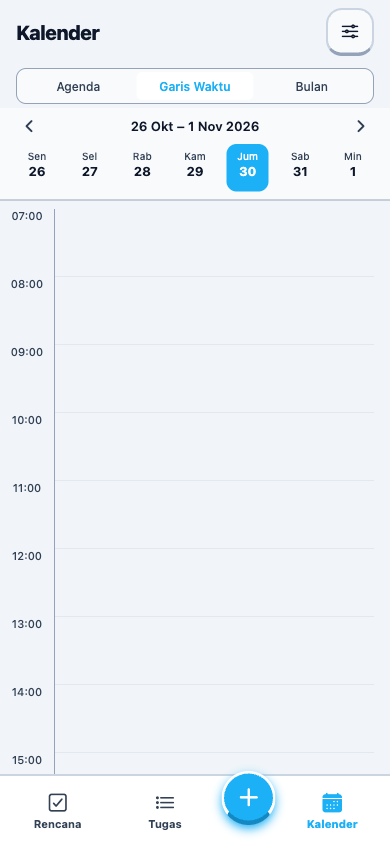 Kalender
Agenda Garis Waktu Bulan
26 Okt – 1 Nov 2026
Sen Sel Rab Kam Jum Sab Min
26 27 28 29 30 31 1
07:00
08:00
09:00
10:00
11:00
12:00
13:00
14:00
15:00
Rencana Tugas Kalender